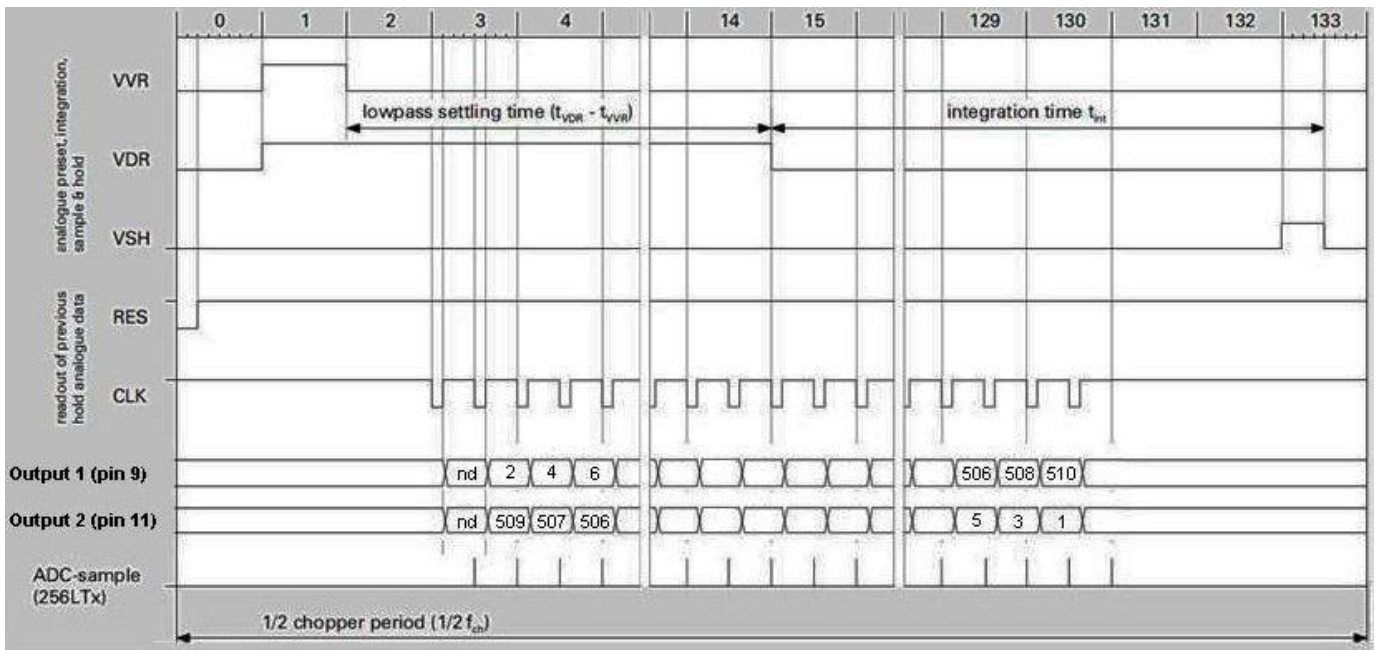 0 1 2 3 4 14 15 129 130 131 132 133
analogue preset, integration,
sample & hold
VVR
lowpass settling time (tVDR - tVVR)
integration time tint
VDR
VSH
readout of previous
hold analogue data
RES
CLK
Output 1 (pin 9) nd 2 4 6 506 508 510
Output 2 (pin 11) nd 509 507 506 5 3 1
ADC-sample
(256LTx)
1/2 chopper period (1/2 fch)